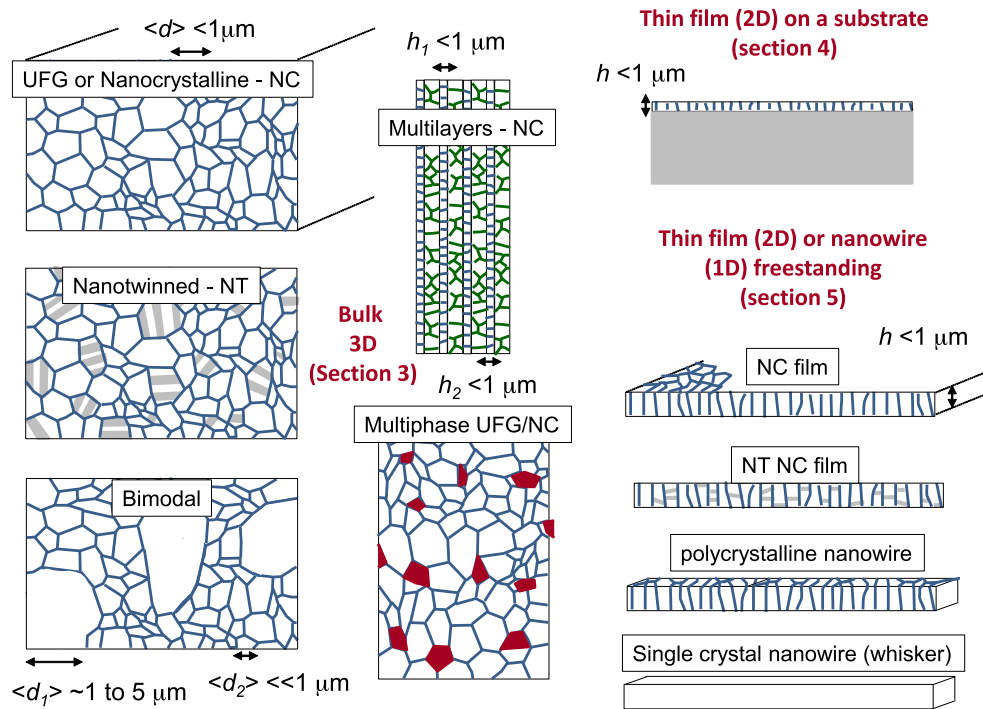 <d> <1μm
UFG or Nanocrystalline - NC
Nanotwinned - NT
Bimodal
<d1> ~1 to 5 μm
<d2> <<1 μm
h1 <1 μm
Multilayers - NC
Bulk
3D
(Section 3)
h2 <1 μm
Multiphase UFG/NC
Thin film (2D) on a substrate
(section 4)
h <1 μm
Thin film (2D) or nanowire
(1D) freestanding
(section 5)
h <1 μm
NC film
NT NC film
polycrystalline nanowire
Single crystal nanowire (whisker)